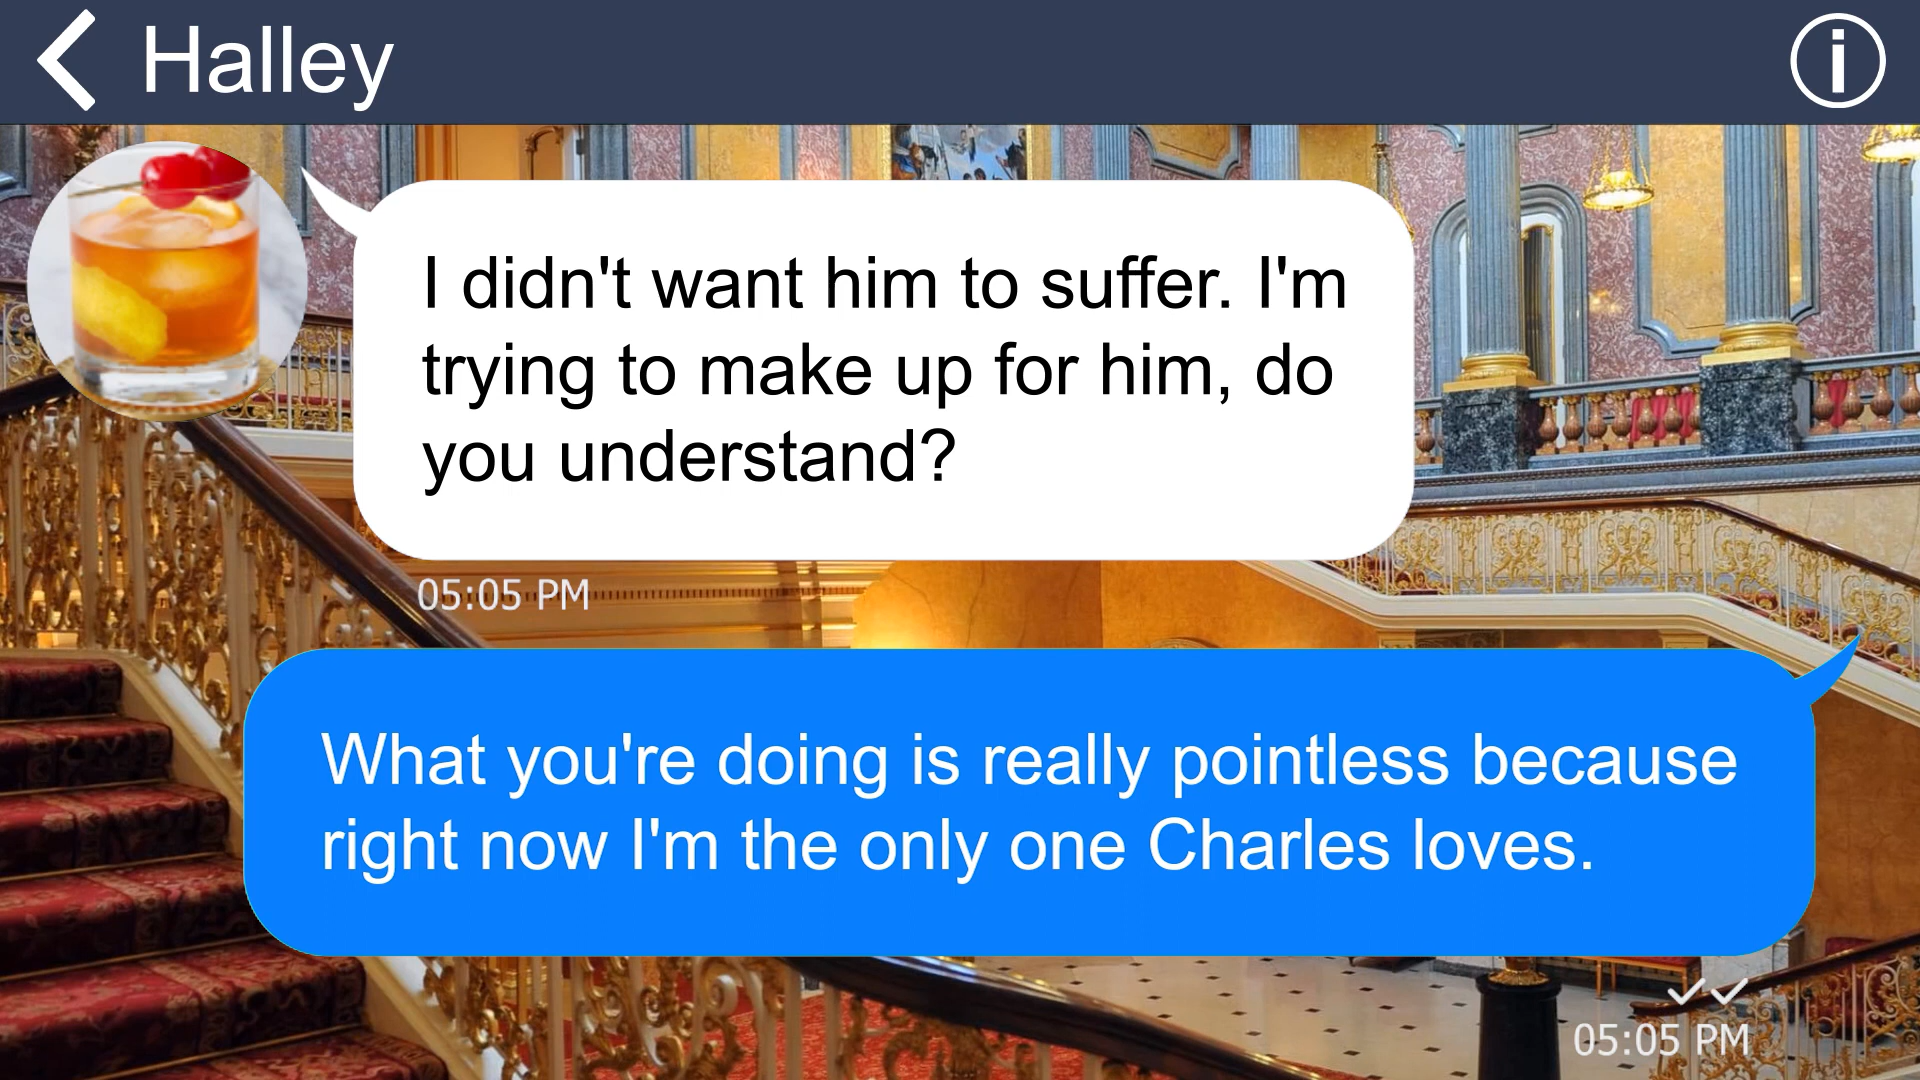 Halley
I didn't want him to suffer. I'm
trying to make up for him, do
you understand?
05:05 PM
What you're doing is really pointless because
right now I'm the only one Charles loves.
05:05 PM